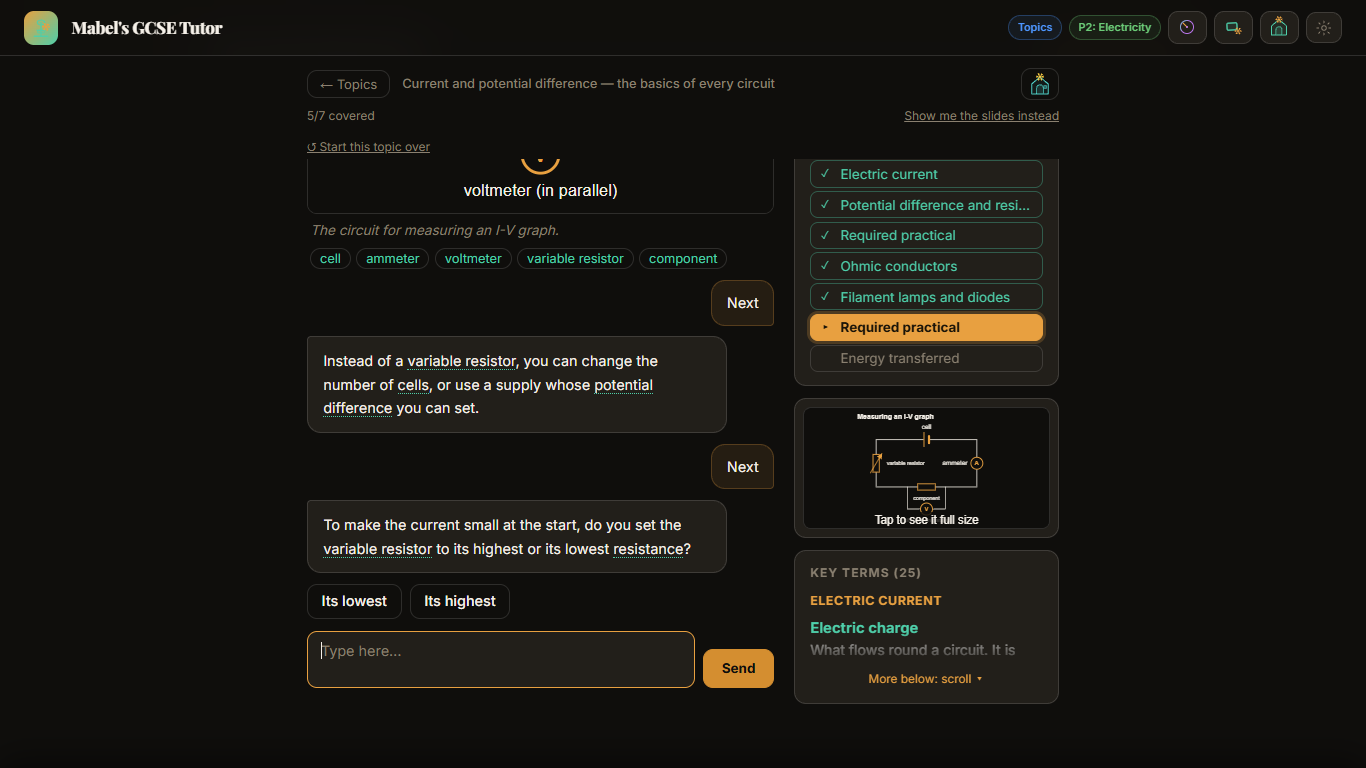 Mabel's GCSE Tutor
Topics
P2: Electricity
← Topics
Current and potential difference — the basics of every circuit
5/7 covered
Show me the slides instead
↺ Start this topic over
voltmeter (in parallel)
The circuit for measuring an I-V graph.
cell
ammeter
voltmeter
variable resistor
component
Next
Instead of a variable resistor, you can change the
number of cells, or use a supply whose potential
difference you can set.
Next
To make the current small at the start, do you set the
variable resistor to its highest or its lowest resistance?
Its lowest
Its highest
Type here...
Send
✓ Electric current
✓ Potential difference and resi...
✓ Required practical
✓ Ohmic conductors
✓ Filament lamps and diodes
▸ Required practical
Energy transferred
Measuring an I-V graph
cell
variable resistor
ammeter
A
component
V
Tap to see it full size
KEY TERMS (25)
ELECTRIC CURRENT
Electric charge
What flows round a circuit. It is
More below: scroll ▾